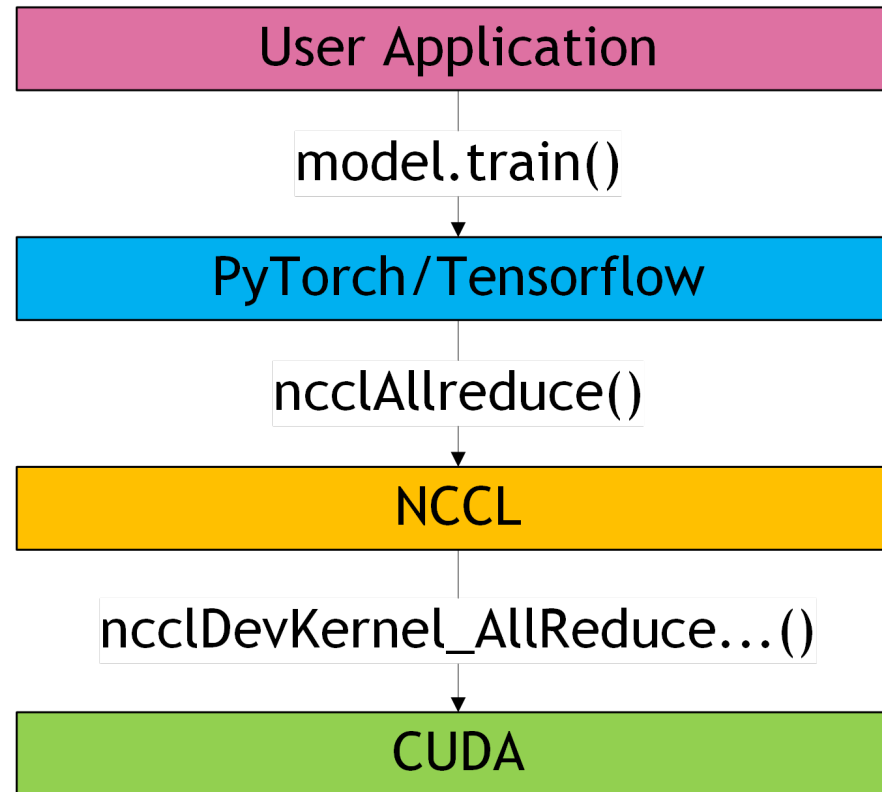 User Application
model.train()
PyTorch/Tensorflow
ncclAllreduce()
NCCL
ncclDevKernel_AllReduce...()
CUDA